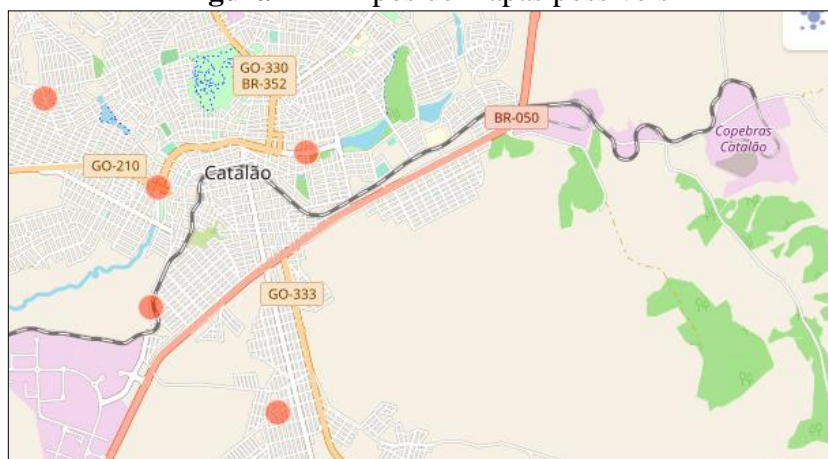 GO-330
BR-352
BR-050
Copebras
Catalão
GO-210
Catalão
GO-333